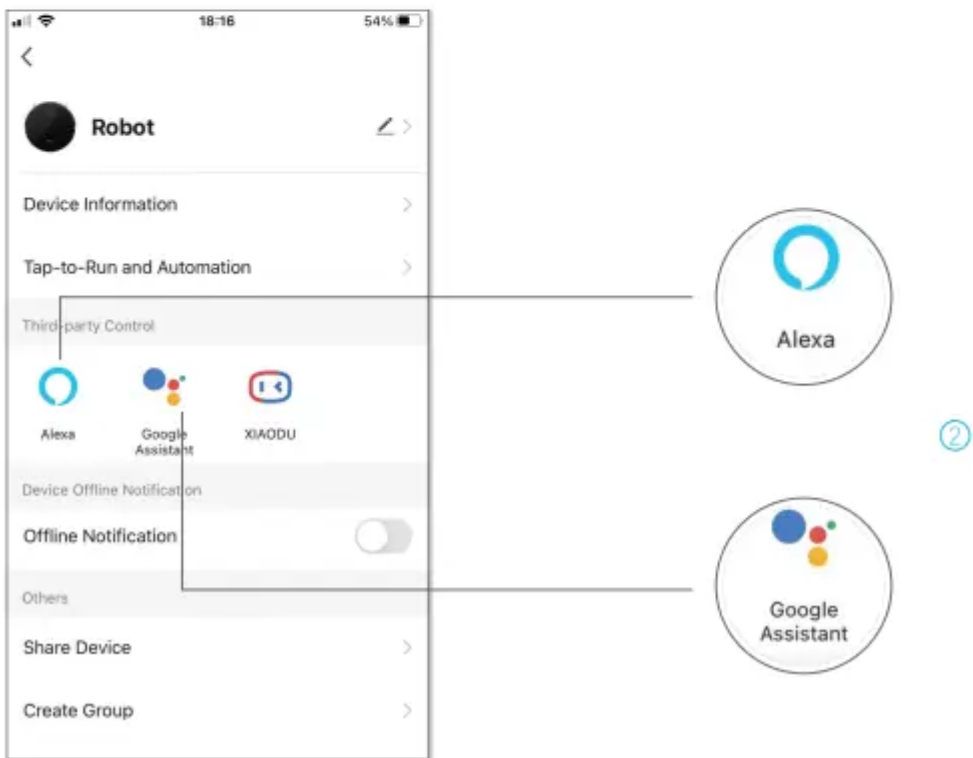 18:16
54%
Robot
Device Information
Tap-to-Run and Automation
Third-party Control
Alexa
Google
Assistant
XIAODU
Device Offline Notification
Offline Notification
Others
Share Device
Create Group
Alexa
②
Google
Assistant